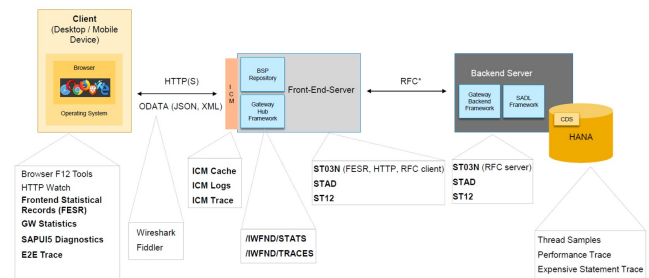 Client
(Desktop / Mobile
Device)
Browser
Operating System
HTTP(S)
ODATA (JSON, XML)
I
C
M
BSP
Repository
Gateway
Hub
Framework
Front-End-Server
RFC*
Backend Server
Gateway
Backend
Framework
SADL
Framework
CDS
HANA
Browser F12 Tools
HTTP Watch
Frontend Statistical
Records (FESR)
GW Statistics
SAPUI5 Diagnostics
E2E Trace
Wireshark
Fiddler
ICM Cache
ICM Logs
ICM Trace
/IWFND/STATS
/IWFND/TRACES
ST03N (FESR, HTTP, RFC client)
STAD
ST12
ST03N (RFC server)
STAD
ST12
Thread Samples
Performance Trace
Expensive Statement Trace